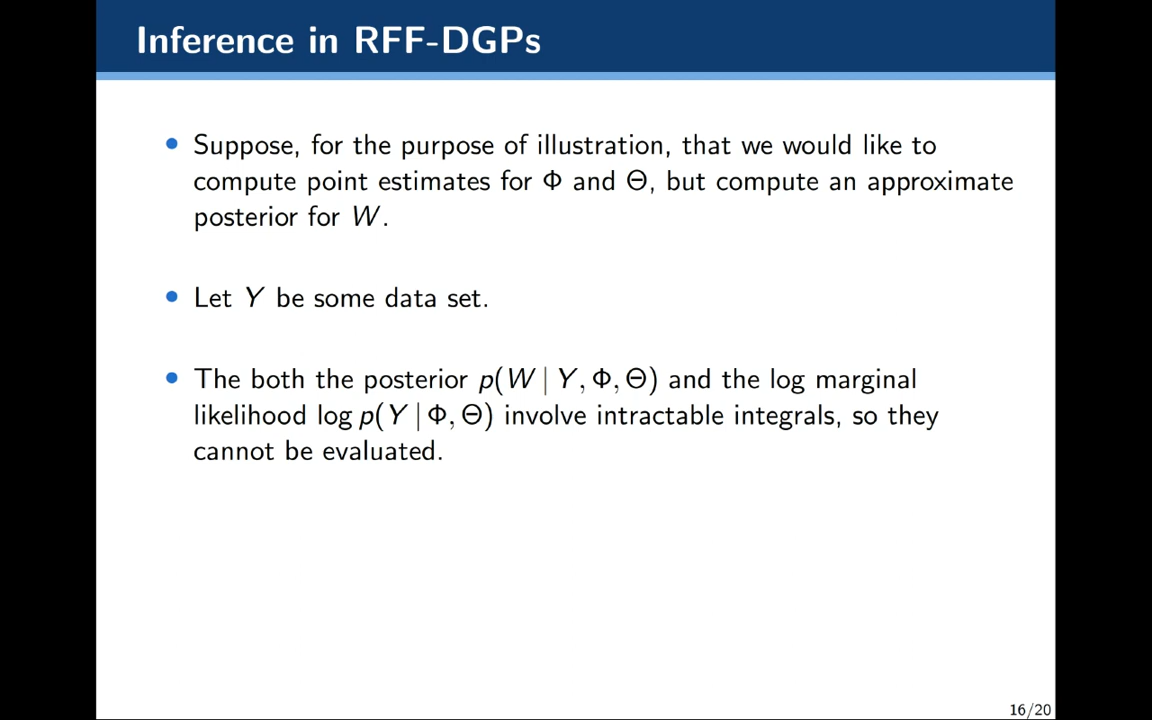 Inference in RFF-DGPs
• Suppose, for the purpose of illustration, that we would like to
compute point estimates for Φ and Θ, but compute an approximate
posterior for W.
• Let Y be some data set.
• The both the posterior p(W | Y, Φ, Θ) and the log marginal
likelihood log p(Y | Φ, Θ) involve intractable integrals, so they
cannot be evaluated.
16/20